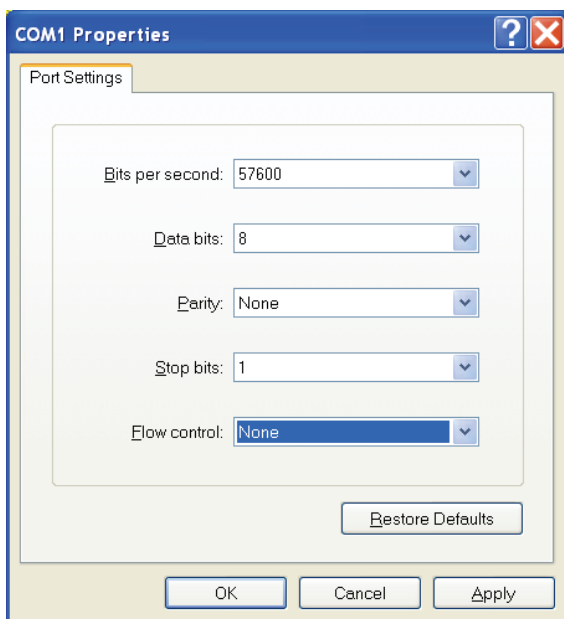 COM1 Properties
Port Settings
Bits per second: 57600
Data bits: 8
Parity: None
Stop bits: 1
Flow control: None
Restore Defaults
OK Cancel Apply